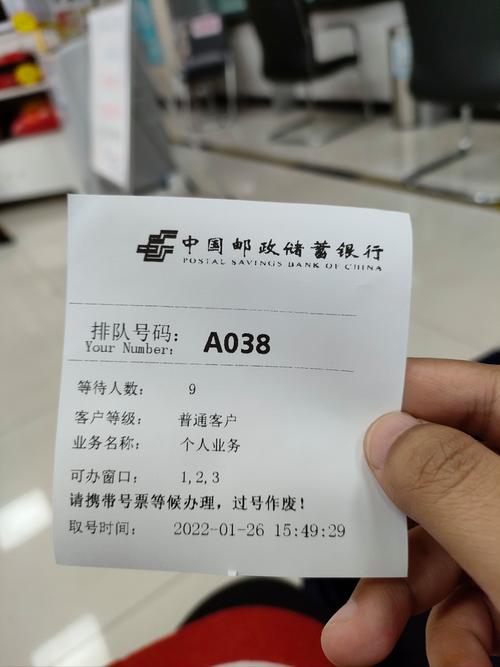 中国邮政储蓄银行
POSTAL SAVINGS BANK OF CHINA
排队号码:
Your Number: A038
等待人数: 9
客户等级: 普通客户
业务名称: 个人业务
可办窗口: 1,2,3
请携带号票等候办理，过号作废!
取号时间: 2022-01-26 15:49:29